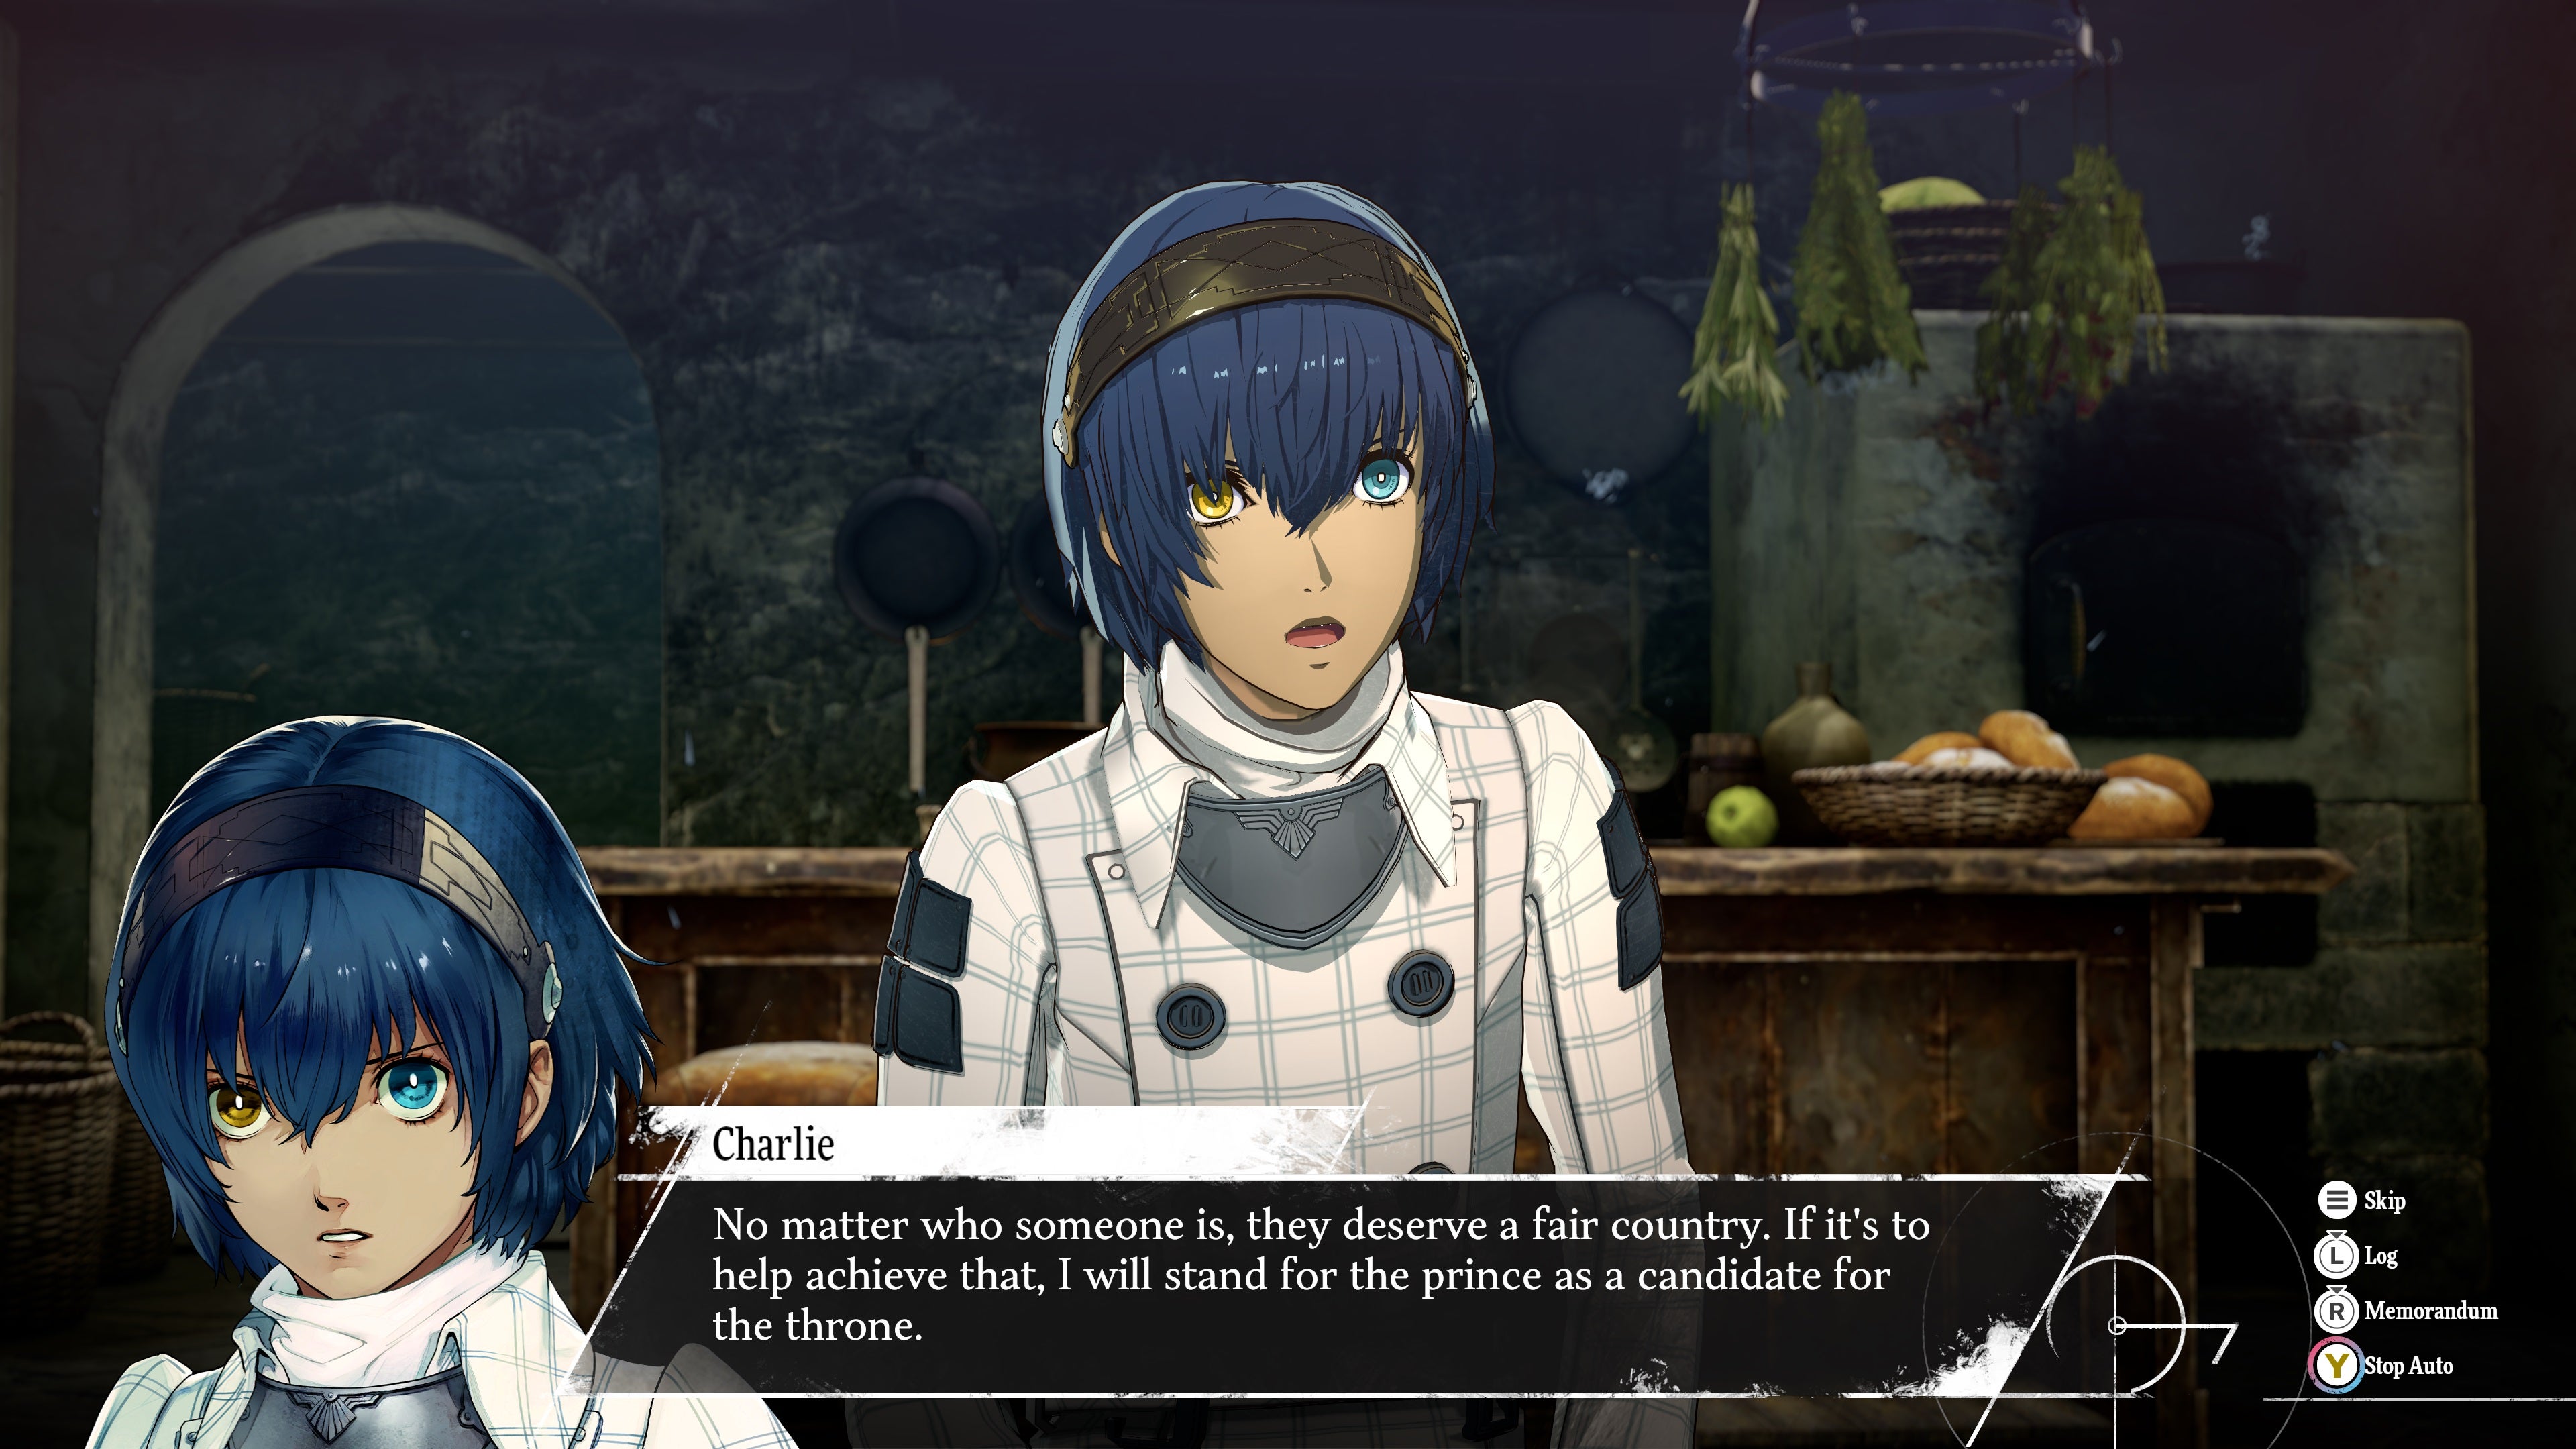 Charlie
No matter who someone is, they deserve a fair country. If it's to
help achieve that, I will stand for the prince as a candidate for
the throne.
Skip
L Log
R Memorandum
Y Stop Auto